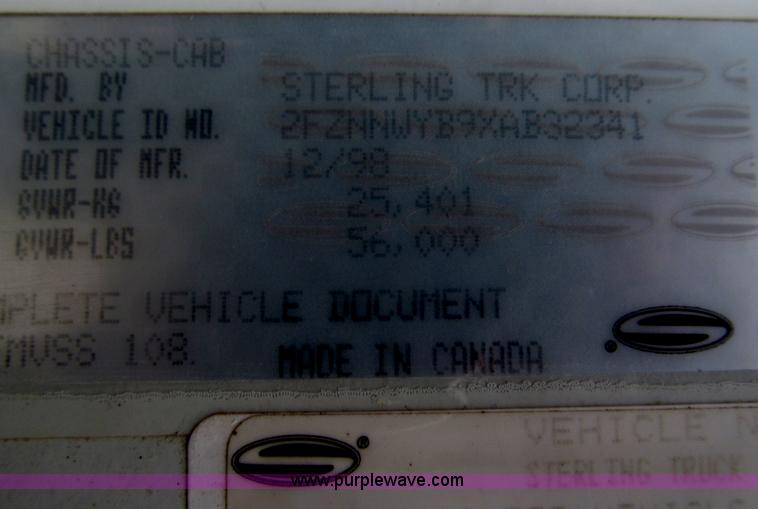 CHASSIS-CAB
MFD. BY STERLING TRK CORP.
VEHICLE ID NO. 2FZNNWYB9XAB32341
DATE OF MFR. 12/98
GVWR-KG 25,401
GVWR-LBS 56,000
MPLETE VEHICLE DOCUMENT
MVSS 108.
MADE IN CANADA
VEHICLE N
STERLING TRUCK
www.purplewave.com